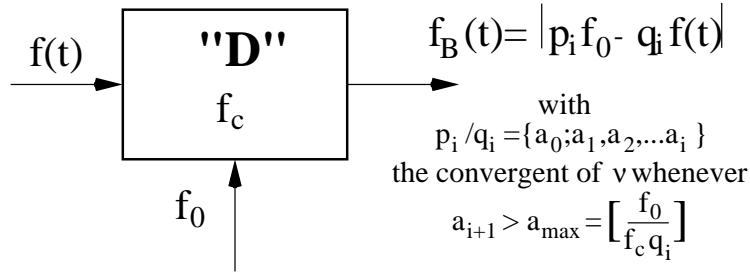 f(t)
"D"
f_c
f_0
f_B(t)= |p_i f_0 - q_i f(t)|
with
p_i /q_i ={a_0;a_1,a_2,...a_i }
the convergent of ν whenever
a_{i+1} > a_max = [ f_0 / f_c q_i ]